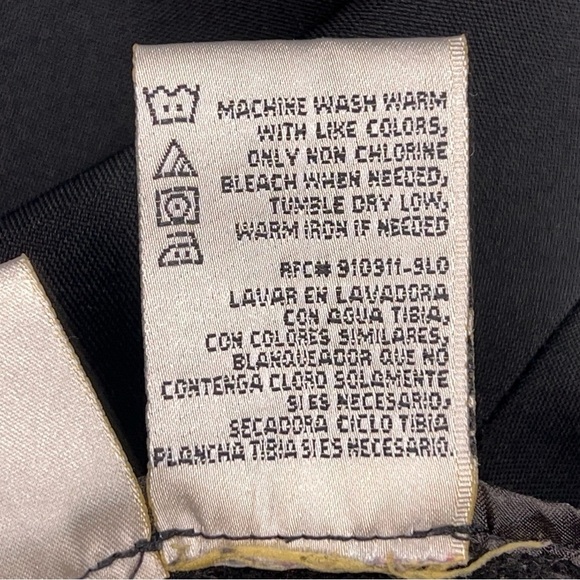 MACHINE WASH WARM
WITH LIKE COLORS,
ONLY NON CHLORINE
BLEACH WHEN NEEDED,
TUMBLE DRY LOW,
WARM IRON IF NEEDED
RFC# 910911-9L0
LAVAR EN LAVADORA
CON AGUA TIBIA,
CON COLORES SIMILARES,
BLANQUEADOR QUE NO
CONTENGA CLORO SOLAMENTE
SI ES NECESARIO,
SECADORA CICLO TIBIA
PLANCHA TIBIA SI ES NECESARIO.